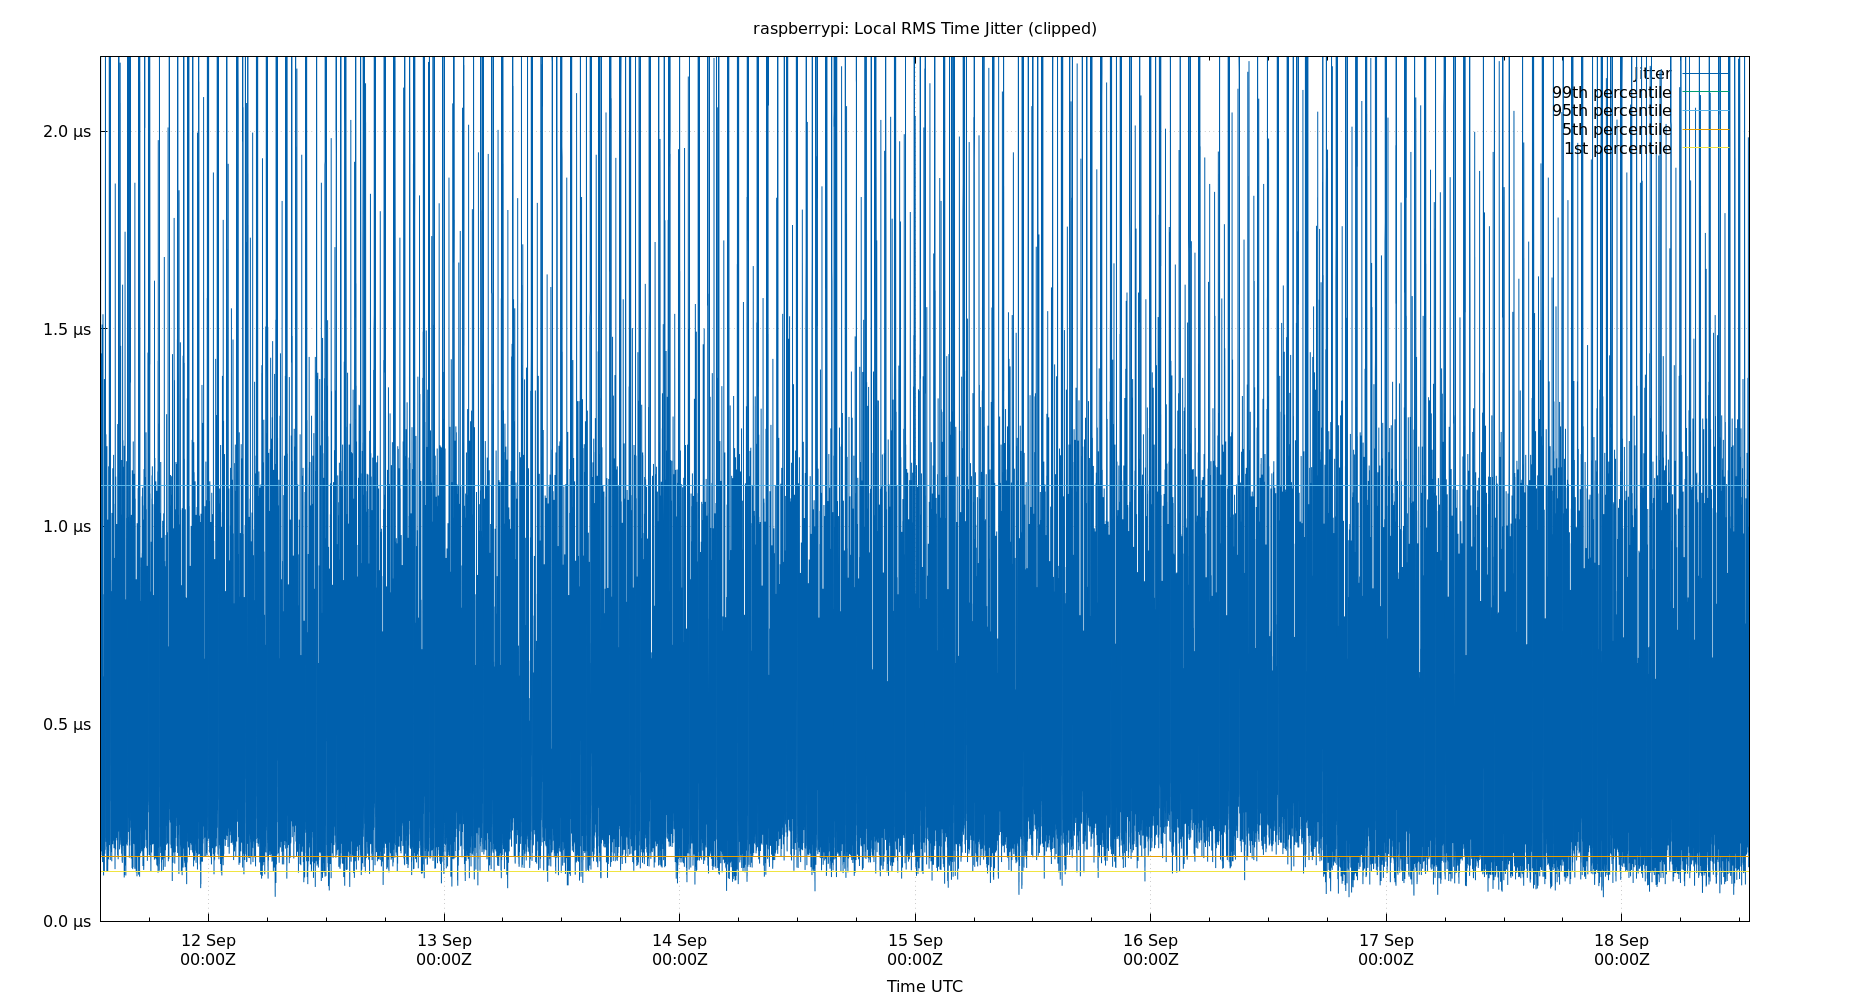 raspberrypi: Local RMS Time Jitter (clipped)
jitter
99th percentile
95th percentile
5th percentile
1st percentile
2.0 µs
1.5 µs
1.0 µs
0.5 µs
0.0 µs
12 Sep 13 Sep 14 Sep 15 Sep 16 Sep 17 Sep 18 Sep
00:00Z 00:00Z 00:00Z 00:00Z 00:00Z 00:00Z 00:00Z
Time UTC